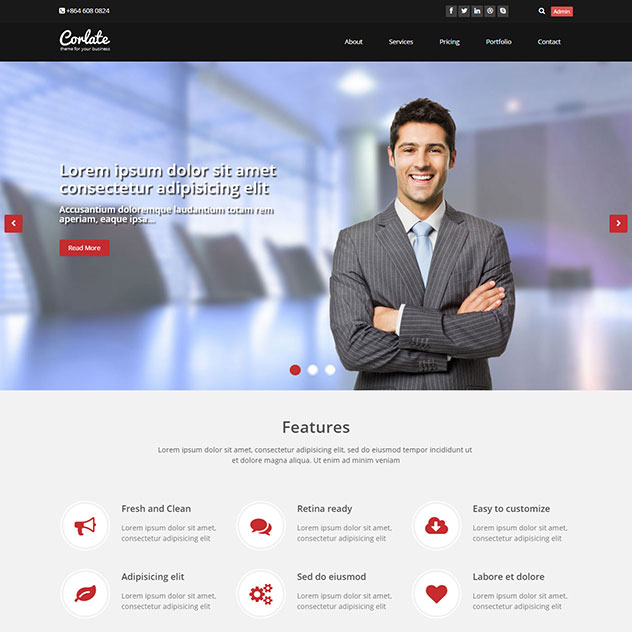 +864 608 0824
Admin
Corlate
theme for your business
About Services Pricing Portfolio Contact
Lorem ipsum dolor sit amet
consectetur adipisicing elit
Accusantium doloremque laudantium totam rem
aperiam, eaque ipsa...
Read More
Features
Lorem ipsum dolor sit amet, consectetur adipisicing elit, sed do eiusmod tempor incididunt ut
et dolore magna aliqua. Ut enim ad minim veniam
Fresh and Clean
Lorem ipsum dolor sit amet,
consectetur adipisicing elit
Retina ready
Lorem ipsum dolor sit amet,
consectetur adipisicing elit
Easy to customize
Lorem ipsum dolor sit amet,
consectetur adipisicing elit
Adipisicing elit
Lorem ipsum dolor sit amet,
consectetur adipisicing elit
Sed do eiusmod
Lorem ipsum dolor sit amet,
consectetur adipisicing elit
Labore et dolore
Lorem ipsum dolor sit amet,
consectetur adipisicing elit